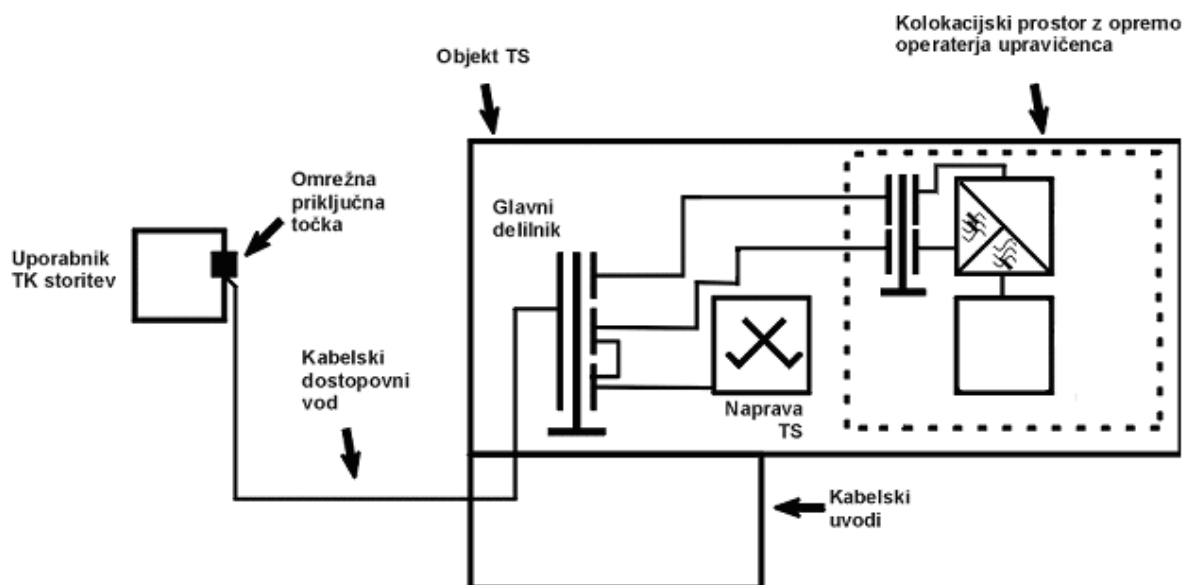 Kolokacijski prostor z opremo
operaterja upravičenca
Objekt TS
Omrežna
priključna
točka
Glavni
delilnik
Uporabnik
TK storitev
Kabelski
dostopovni
vod
Naprava
TS
Kabelski
uvodi